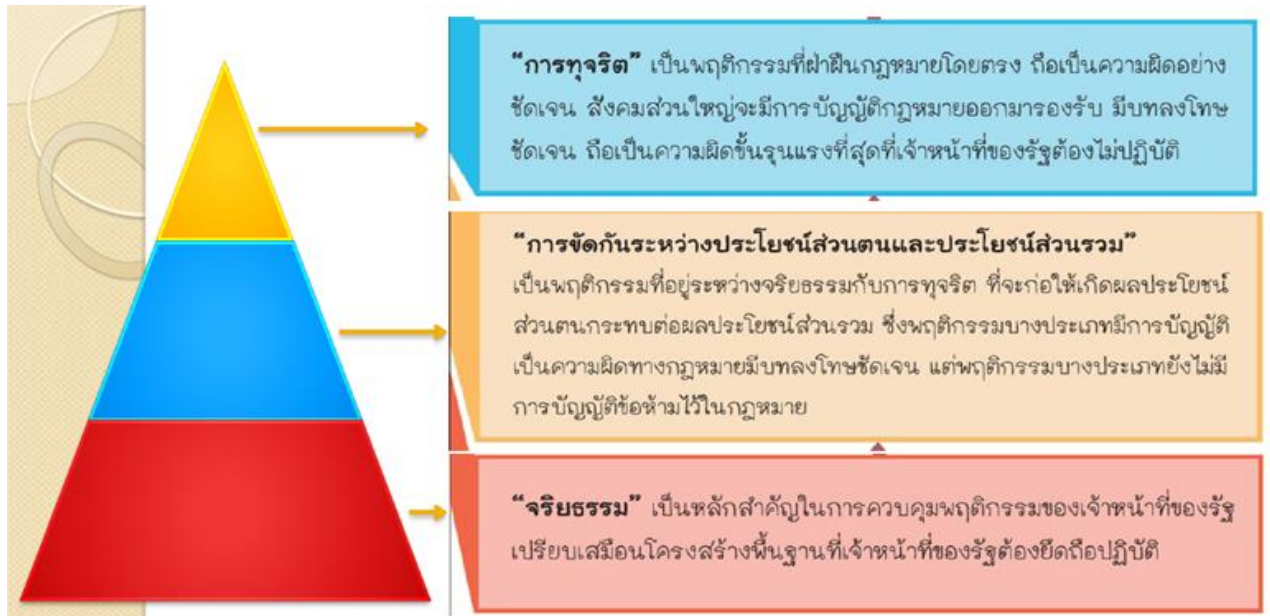 “การทุจริต” เป็นพฤติกรรมที่ฝ่าฝืนกฎหมายโดยตรง ถือเป็นความผิดอย่าง
ชัดเจน สังคมส่วนใหญ่จะมีการบัญญัติกฎหมายออกมารองรับ มีบทลงโทษ
ชัดเจน ถือเป็นความผิดขั้นรุนแรงที่สุดที่เจ้าหน้าที่ของรัฐต้องไม่ปฏิบัติ
“การขัดกันระหว่างประโยชน์ส่วนตนและประโยชน์ส่วนรวม”
เป็นพฤติกรรมที่อยู่ระหว่างจริยธรรมกับการทุจริต ที่จะก่อให้เกิดผลประโยชน์
ส่วนตนกระทบต่อผลประโยชน์ส่วนรวม ซึ่งพฤติกรรมบางประเภทมีการบัญญัติ
เป็นความผิดทางกฎหมายมีบทลงโทษชัดเจน แต่พฤติกรรมบางประเภทยังไม่มี
การบัญญัติข้อห้ามไว้ในกฎหมาย
“จริยธรรม” เป็นหลักสำคัญในการควบคุมพฤติกรรมของเจ้าหน้าที่ของรัฐ
เปรียบเสมือนโครงสร้างพื้นฐานที่เจ้าหน้าที่ของรัฐต้องยึดถือปฏิบัติ